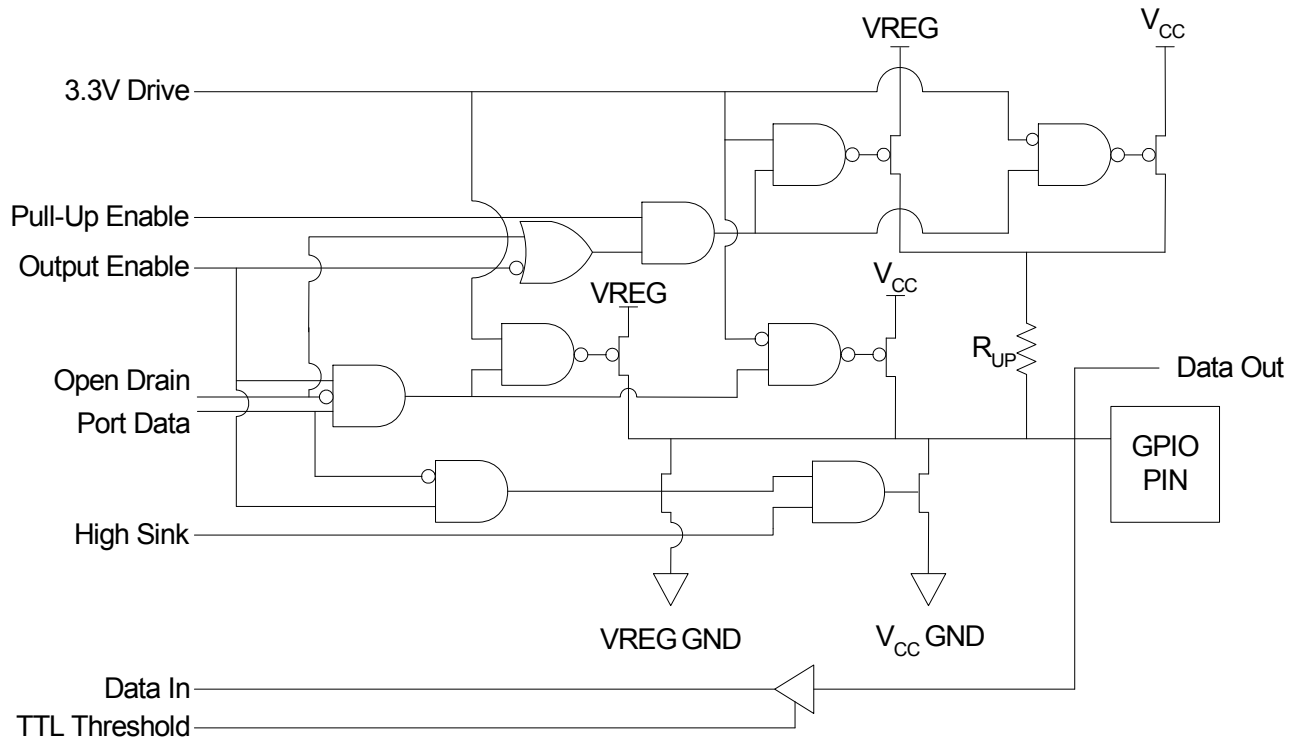 VREG
VCC
3.3V Drive
Pull-Up Enable
Output Enable
VREG
VCC
RUP
Open Drain
Data Out
Port Data
GPIO
PIN
High Sink
VREG GND
VCC GND
Data In
TTL Threshold